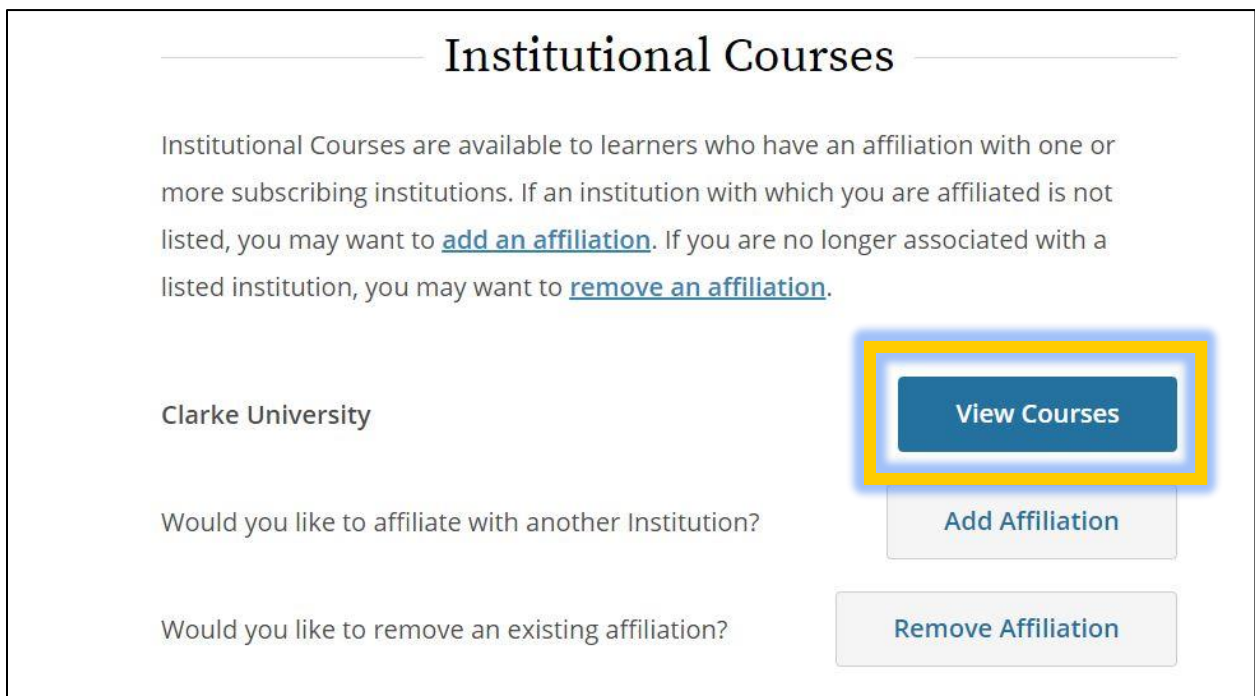 Institutional Courses
Institutional Courses are available to learners who have an affiliation with one or
more subscribing institutions. If an institution with which you are affiliated is not
listed, you may want to add an affiliation. If you are no longer associated with a
listed institution, you may want to remove an affiliation.
Clarke University
View Courses
Would you like to affiliate with another Institution?
Add Affiliation
Would you like to remove an existing affiliation?
Remove Affiliation